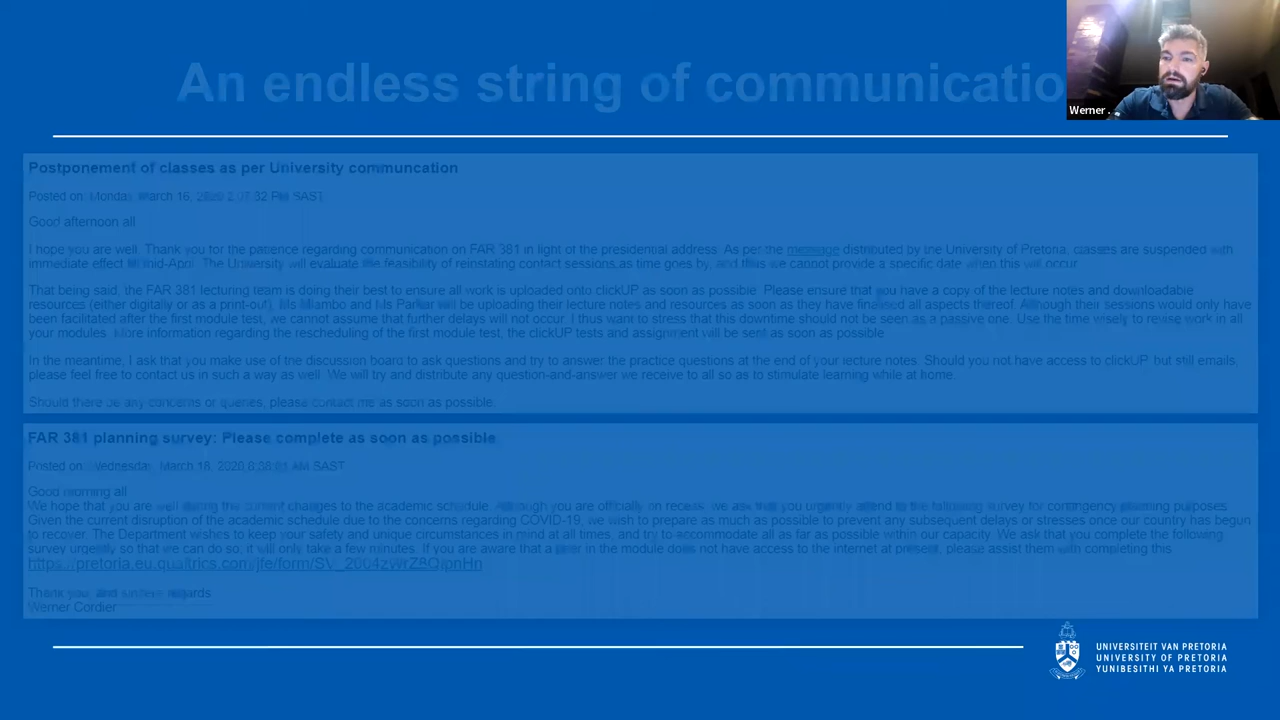 An endless string of communicatio
Werner .
Postponement of classes as per University communcation
Posted on: Monday, March 16, 2020 2:07:32 PM SAST
Good afternoon all
I hope you are well. Thank you for the patience regarding communication on FAR 381 in light of the presidential address. As per the message distributed by the University of Pretoria, classes are suspended with
immediate effect to mid-April. The University will evaluate the feasibility of reinstating contact sessions as time goes by, and thus we cannot provide a specific date when this will occur.
That being said, the FAR 381 lecturing team is doing their best to ensure all work is uploaded onto clickUP as soon as possible. Please ensure that you have a copy of the lecture notes and downloadable
resources (either digitally or as a print-out). Ms Mlambo and Ms Parkar will be uploading their lecture notes and resources as soon as they have finalised all aspects thereof. Although their sessions would only have
been facilitated after the first module test, we cannot assume that further delays will not occur. I thus want to stress that this downtime should not be seen as a passive one. Use the time wisely to revise work in all
your modules. More information regarding the rescheduling of the first module test, the clickUP tests and assignment will be sent as soon as possible.
In the meantime, I ask that you make use of the discussion board to ask questions and try to answer the practice questions at the end of your lecture notes. Should you not have access to clickUP but still emails,
please feel free to contact us in such a way as well. We will try and distribute any question-and-answer we receive to all so as to stimulate learning while at home.
Should there be any concerns or queries, please contact me as soon as possible.
FAR 381 planning survey: Please complete as soon as possible
Posted on: Wednesday, March 18, 2020 8:38:01 AM SAST
Good morning all
We hope that you are well during the current changes to the academic schedule. Although you are officially on recess, we ask that you urgently attend to the following survey for contingency planning purposes.
Given the current disruption of the academic schedule due to the concerns regarding COVID-19, we wish to prepare as much as possible to prevent any subsequent delays or stresses once our country has begun
to recover. The Department wishes to keep your safety and unique circumstances in mind at all times, and try to accommodate all as far as possible within our capacity. We ask that you complete the following
survey urgently so that we can do so, it will only take a few minutes. If you are aware that a peer in the module does not have access to the internet at present, please assist them with completing this
Thank you, and sincere regards
Werner Cordier
UNIVERSITEIT VAN PRETORIA
UNIVERSITY OF PRETORIA
YUNIBESITHI YA PRETORIA